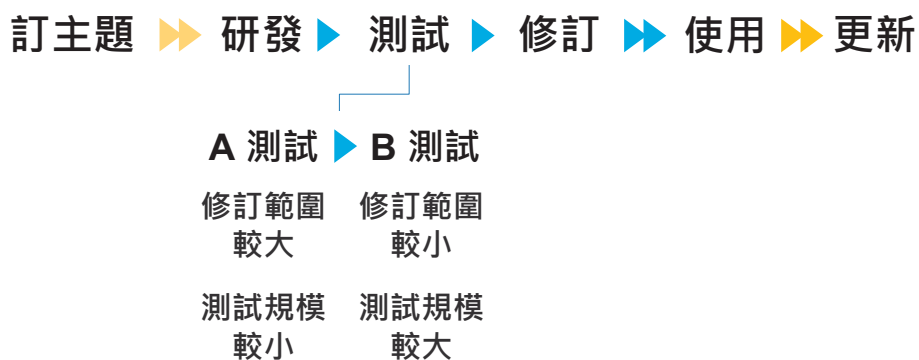 訂主題 研發 測試 修訂 使用 更新
A 測試 B 測試
修訂範圍 修訂範圍
較大 較小
測試規模 測試規模
較小 較大